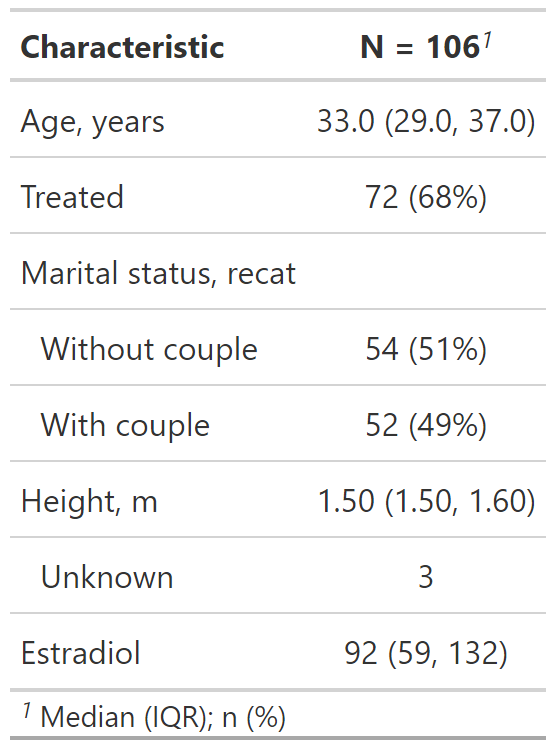 Characteristic N = 106¹
Age, years 33.0 (29.0, 37.0)
Treated 72 (68%)
Marital status, recat
Without couple 54 (51%)
With couple 52 (49%)
Height, m 1.50 (1.50, 1.60)
Unknown 3
Estradiol 92 (59, 132)
¹ Median (IQR); n (%)